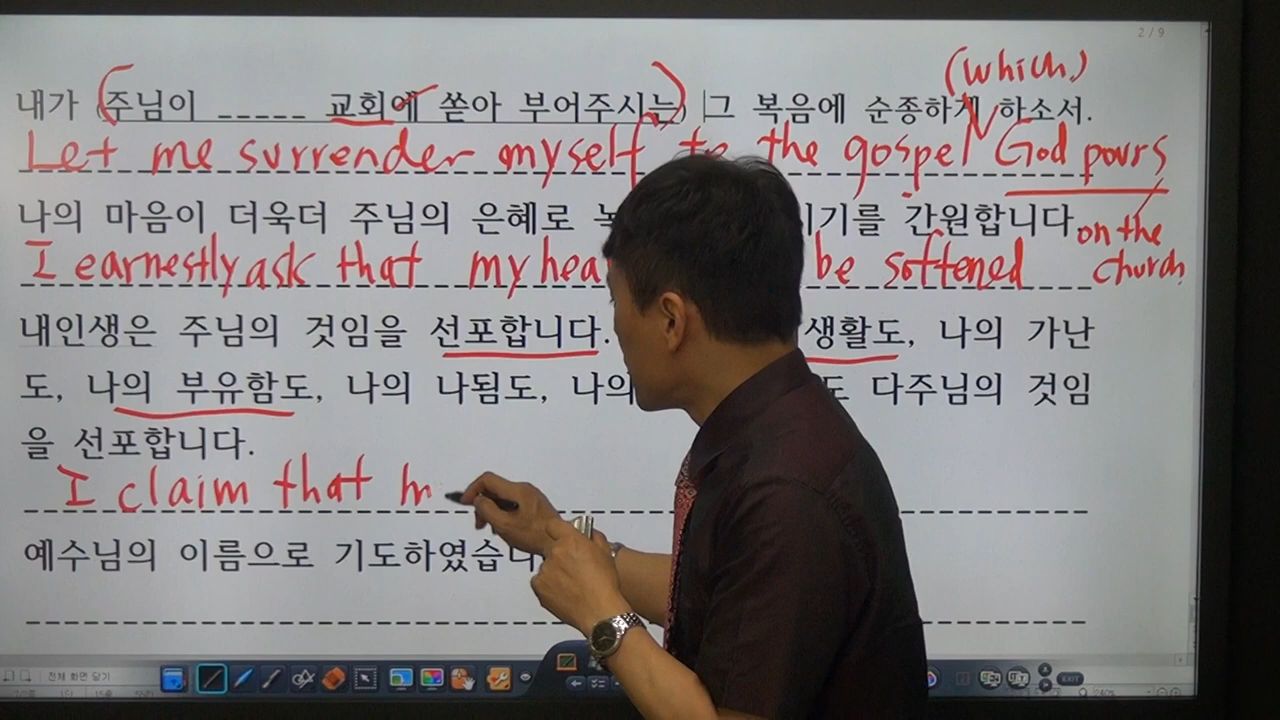 2 / 9
(which)
내가 (주님이 _____ 교회에 쏟아 부어주시는) 그 복음에 순종하게 하소서.
Let me surrender myself to the gospel God pours
나의 마음이 더욱더 주님의 은혜로 기를 간원합니다.
on the
I earnestly ask that my be softened
church
내인생은 주님의 것임을 선포합니다. 생활도, 나의 가난
도, 나의 부유함도, 나의 나됨도, 나의 도 다주님의 것임
을 선포합니다.
I claim that m
예수님의 이름으로 기도하였습니
전체 화면 닫기
EXIT